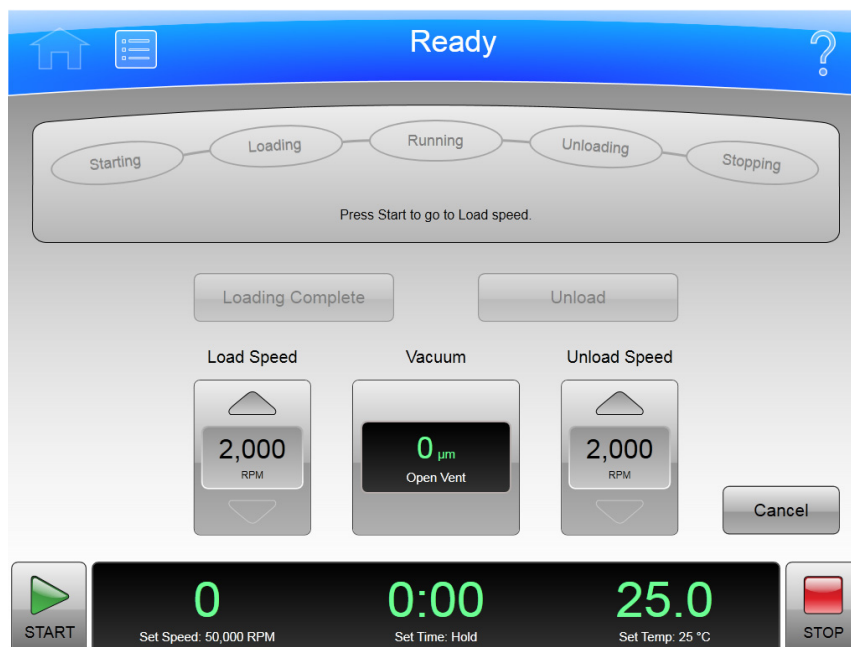 Ready
?
Starting
Loading
Running
Unloading
Stopping
Press Start to go to Load speed.
Loading Complete
Unload
Load Speed
Vacuum
Unload Speed
2,000
RPM
0 µm
Open Vent
2,000
RPM
Cancel
START
0
Set Speed: 50,000 RPM
0:00
Set Time: Hold
25.0
Set Temp: 25 °C
STOP